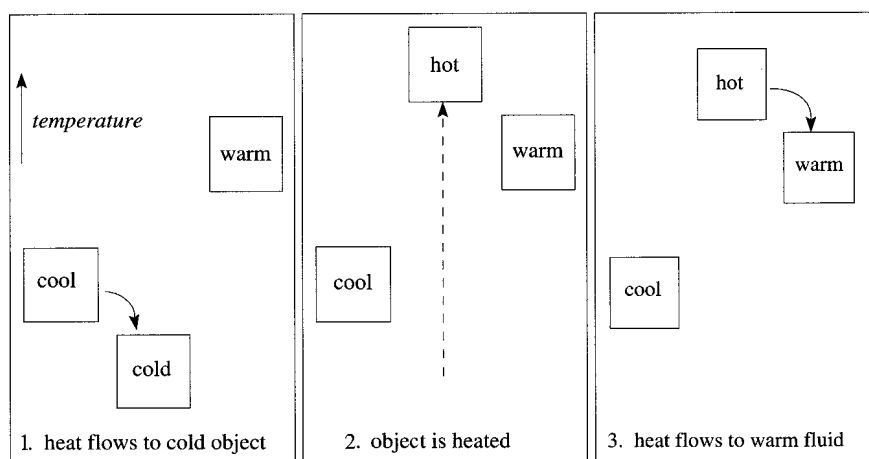 temperature
warm
cool
cold
1. heat flows to cold object
hot
warm
cool
2. object is heated
hot
warm
cool
3. heat flows to warm fluid